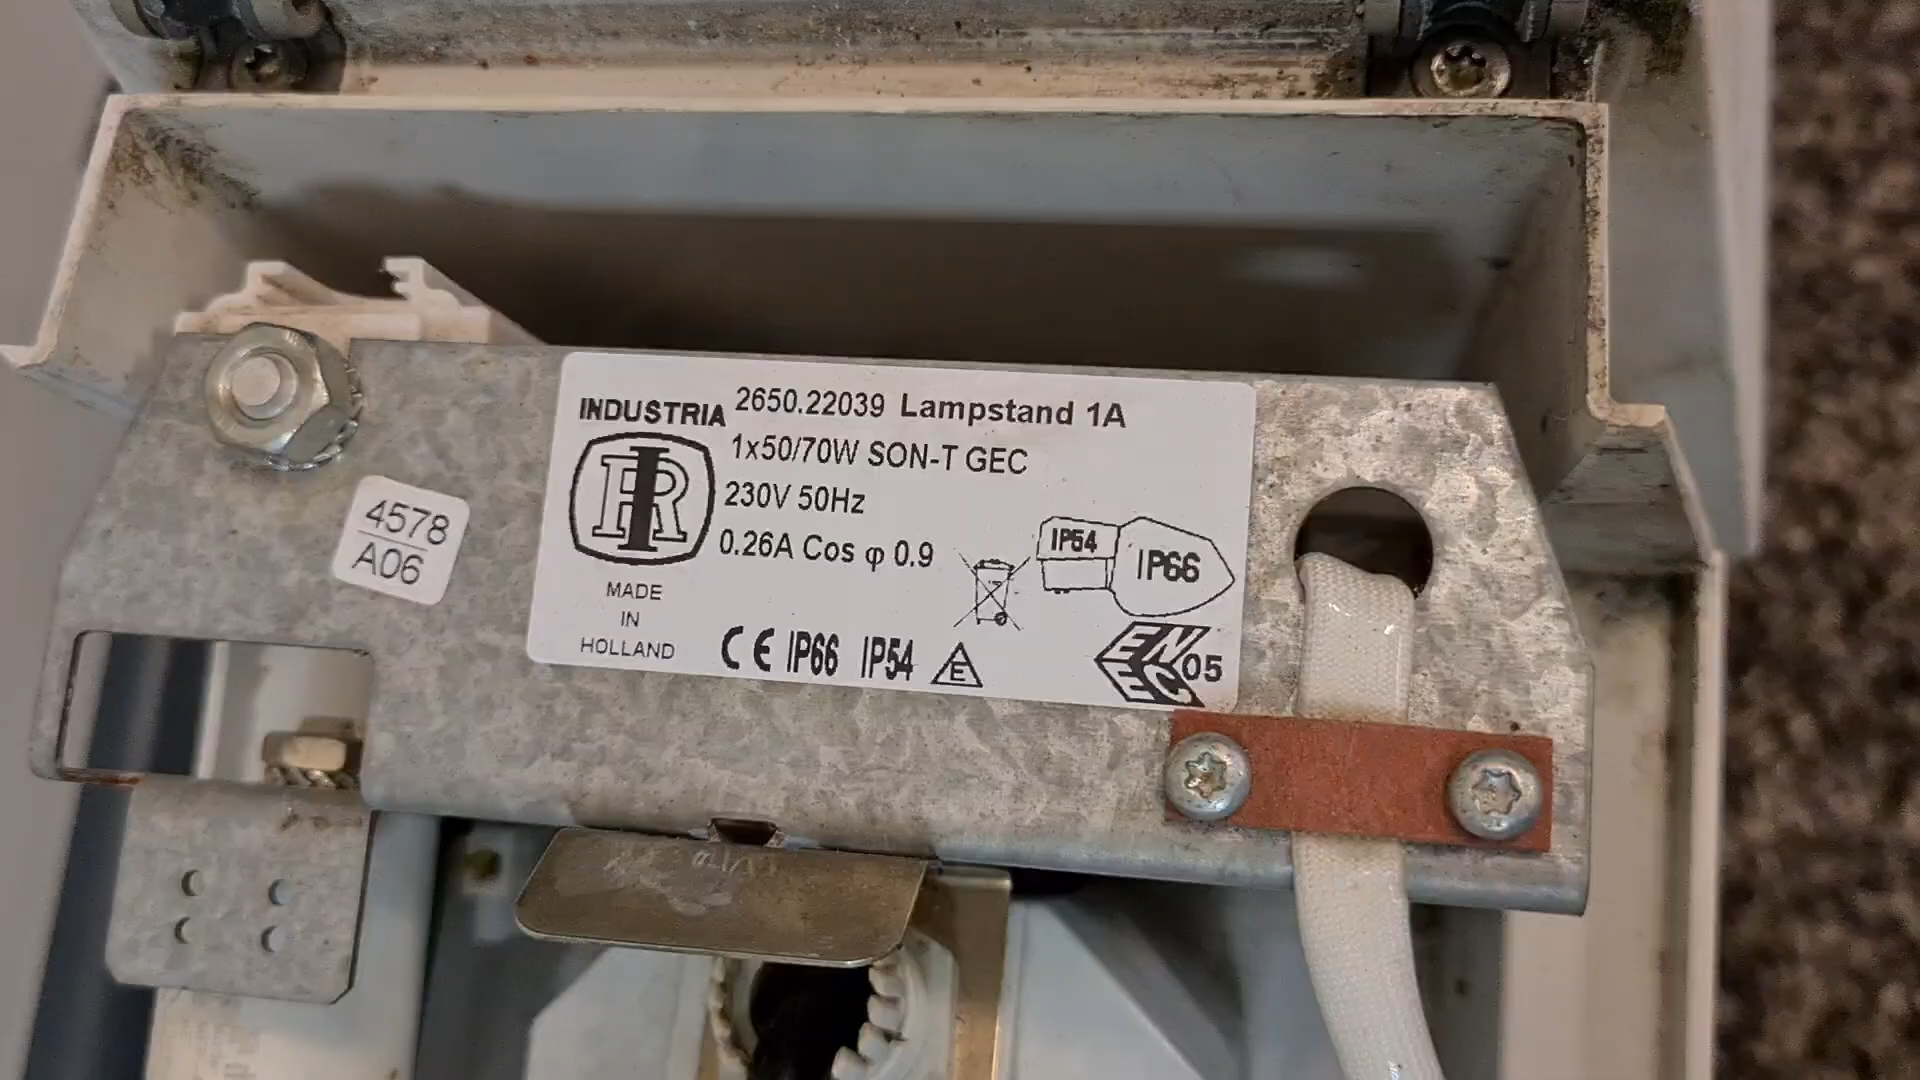 INDUSTRIA 2650.22039 Lampstand 1A
1x50/70W SON-T GEC
230V 50Hz
0.26A Cos φ 0.9
IR
MADE
IN
HOLLAND
IP54
IP66
CE IP66 IP54 E
ENEC 05
4578
A06